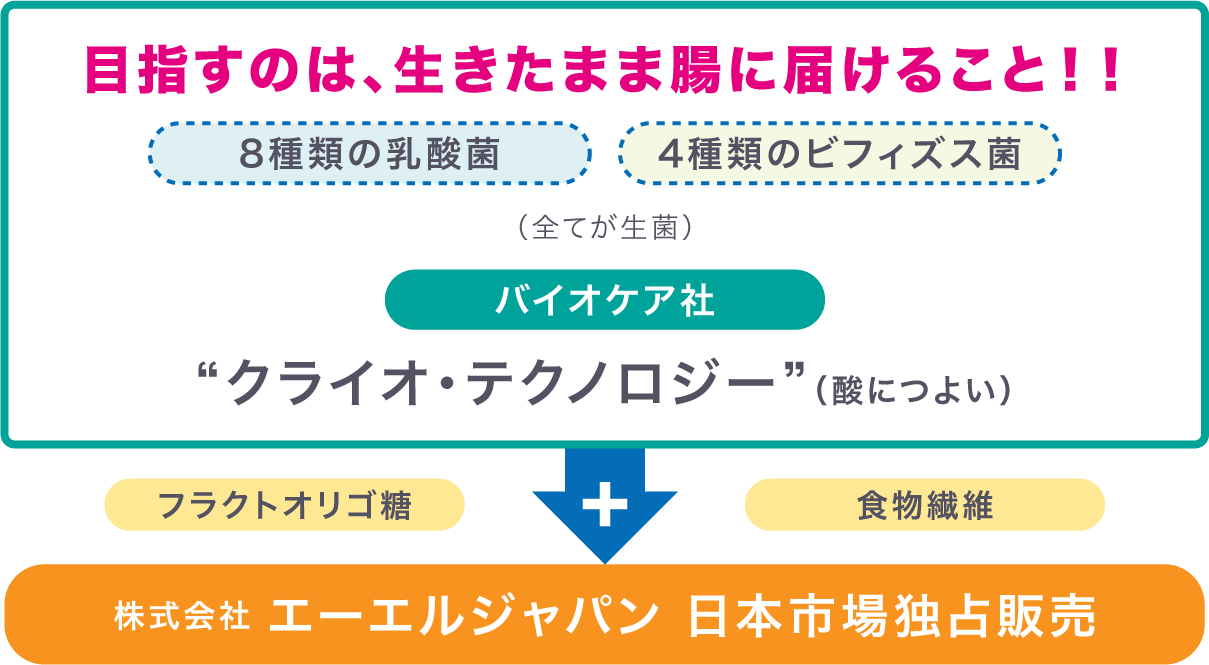 目指すのは、生きたまま腸に届けること！！
8種類の乳酸菌
4種類のビフィズス菌
（全てが生菌）
バイオケア社
“クライオ・テクノロジー”（酸につよい）
フラクトオリゴ糖
+
食物繊維
株式会社 エーエルジャパン 日本市場独占販売